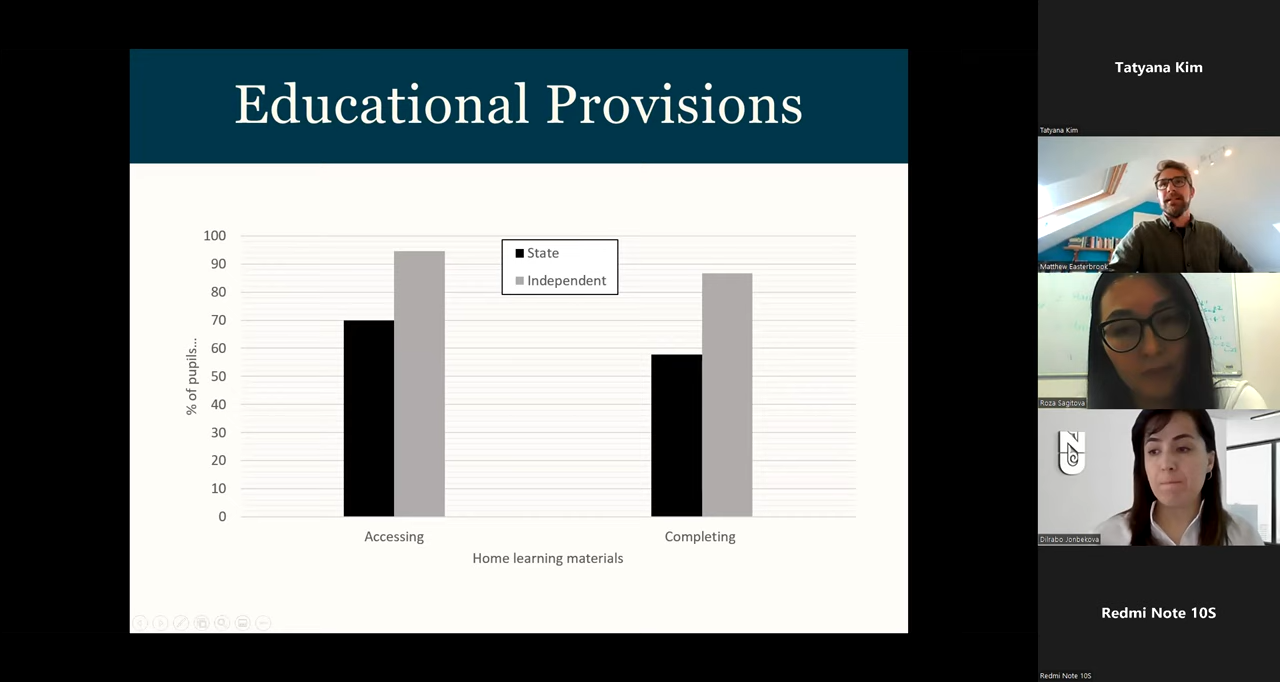 Educational Provisions
100
90
80
70
60
50
40
30
20
10
0
% of pupils...
State
Independent
Accessing
Completing
Home learning materials
Tatyana Kim
Tatyana Kim
Matthew Easterbrook
Roza Sagitova
Dilrabo Jonbekova
Redmi Note 10S
Redmi Note 10S